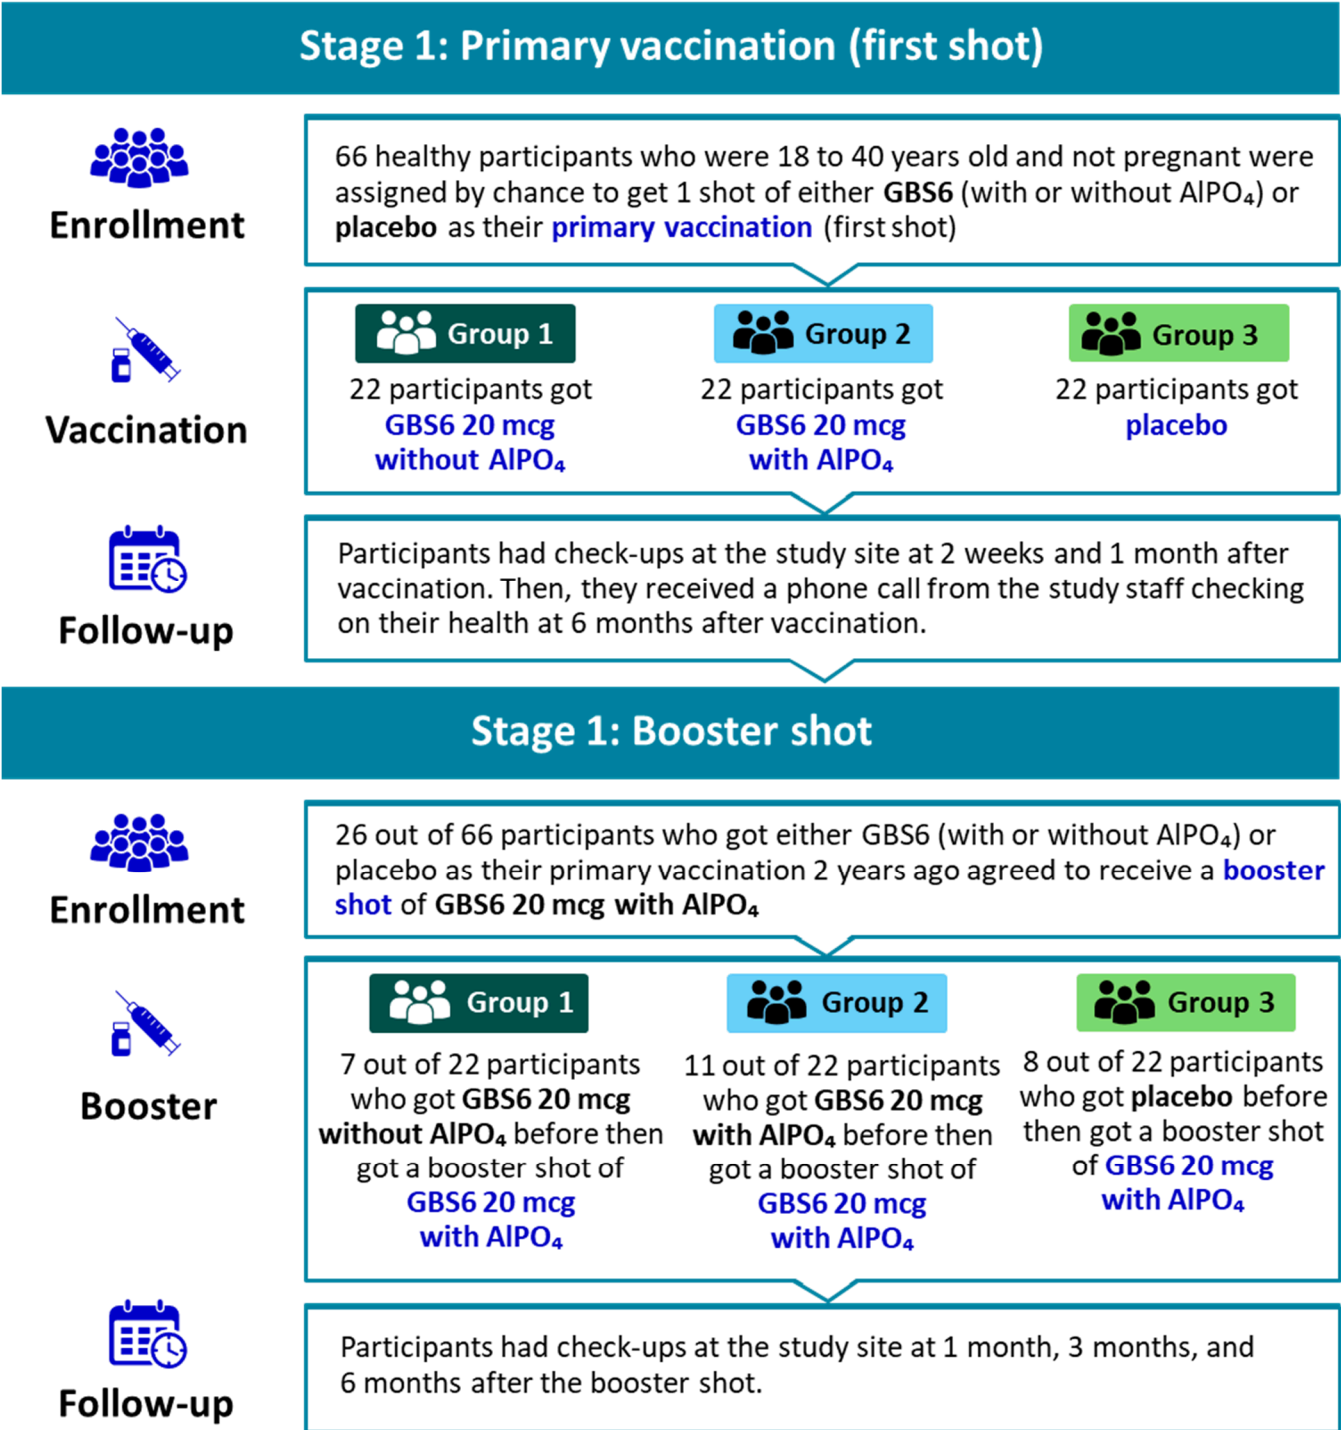 Stage 1: Primary vaccination (first shot)
Enrollment
66 healthy participants who were 18 to 40 years old and not pregnant were
assigned by chance to get 1 shot of either GBS6 (with or without AlPO₄) or
placebo as their primary vaccination (first shot)
Vaccination
Group 1
22 participants got
GBS6 20 mcg
without AlPO₄
Group 2
22 participants got
GBS6 20 mcg
with AlPO₄
Group 3
22 participants got
placebo
Follow-up
Participants had check-ups at the study site at 2 weeks and 1 month after
vaccination. Then, they received a phone call from the study staff checking
on their health at 6 months after vaccination.
Stage 1: Booster shot
Enrollment
26 out of 66 participants who got either GBS6 (with or without AlPO₄) or
placebo as their primary vaccination 2 years ago agreed to receive a booster
shot of GBS6 20 mcg with AlPO₄
Booster
Group 1
7 out of 22 participants
who got GBS6 20 mcg
without AlPO₄ before then
got a booster shot of
GBS6 20 mcg
with AlPO₄
Group 2
11 out of 22 participants
who got GBS6 20 mcg
with AlPO₄ before then
got a booster shot of
GBS6 20 mcg
with AlPO₄
Group 3
8 out of 22 participants
who got placebo before
then got a booster shot
of GBS6 20 mcg
with AlPO₄
Follow-up
Participants had check-ups at the study site at 1 month, 3 months, and
6 months after the booster shot.